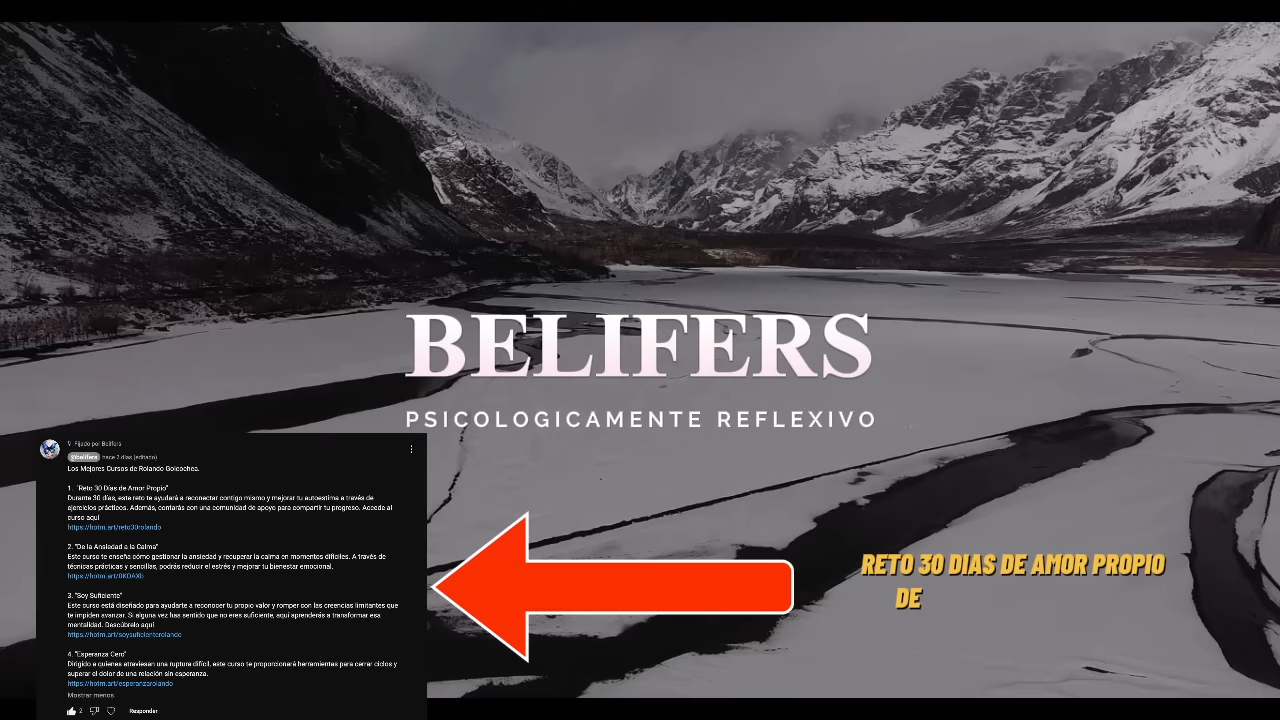 BELIFERS
PSICOLOGICAMENTE REFLEXIVO
Fijado por Belifers
@belifers hace 2 días (editado)
Los Mejores Cursos de Rolando Goicochea.
1. "Reto 30 Días de Amor Propio"
Durante 30 días, este reto te ayudará a reconectar contigo mismo y mejorar tu autoestima a través de
ejercicios prácticos. Además, contarás con una comunidad de apoyo para compartir tu progreso. Accede al
curso aquí
https://hotm.art/reto30rolando
2. "De la Ansiedad a la Calma"
Este curso te enseña cómo gestionar la ansiedad y recuperar la calma en momentos difíciles. A través de
técnicas prácticas y sencillas, podrás reducir el estrés y mejorar tu bienestar emocional.
https://hotm.art/0KOAXb
3. "Soy Suficiente"
Este curso está diseñado para ayudarte a reconocer tu propio valor y romper con las creencias limitantes que
te impiden avanzar. Si alguna vez has sentido que no eres suficiente, aquí aprenderás a transformar esa
mentalidad. Descúbrelo aquí
https://hotm.art/soysuficienterolando
4. "Esperanza Cero"
Dirigido a quienes atraviesan una ruptura difícil, este curso te proporcionará herramientas para cerrar ciclos y
superar el dolor de una relación sin esperanza.
https://hotm.art/esperanzarolando
Mostrar menos
2 Responder
RETO 30 DIAS DE AMOR PROPIO
DE